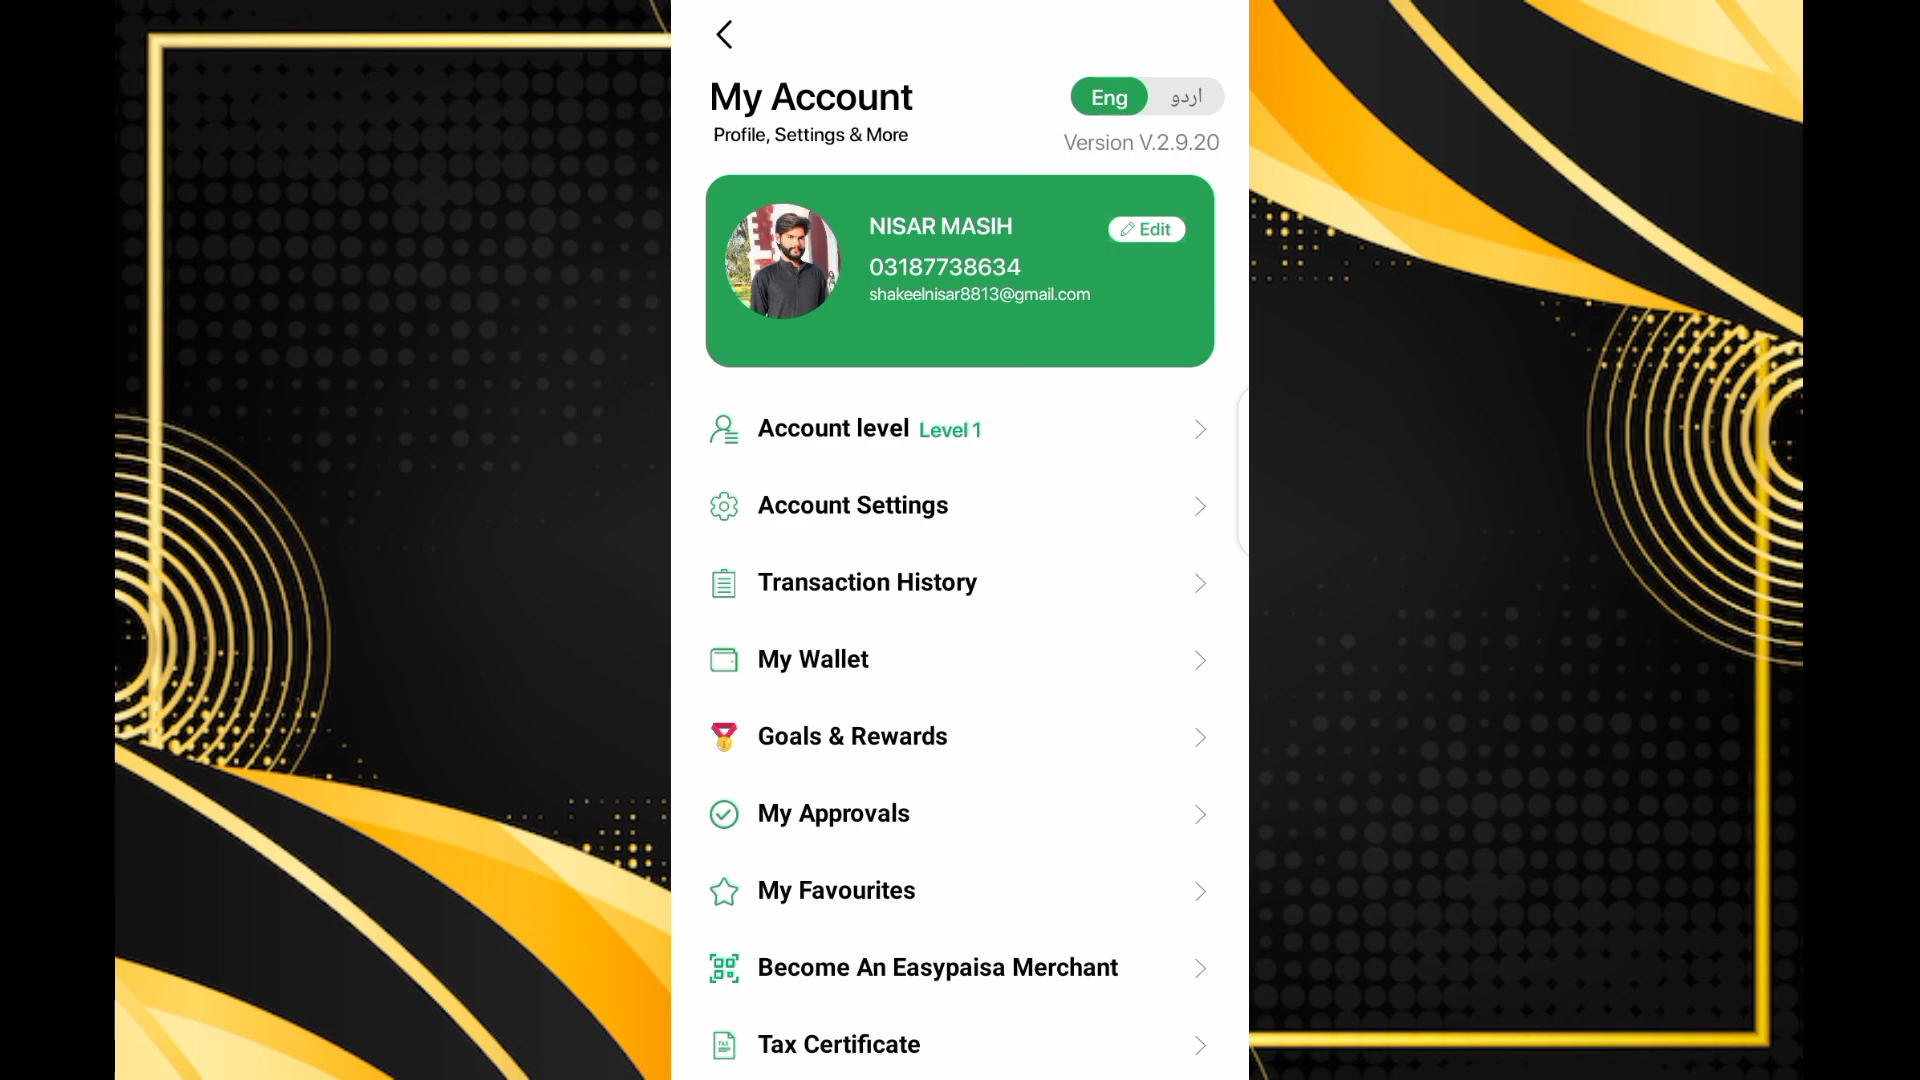 My Account
Eng
اردو
Profile, Settings & More
Version V.2.9.20
NISAR MASIH
Edit
03187738634
shakeelnisar8813@gmail.com
Account level Level 1
Account Settings
Transaction History
My Wallet
Goals & Rewards
My Approvals
My Favourites
Become An Easypaisa Merchant
TAX
Tax Certificate